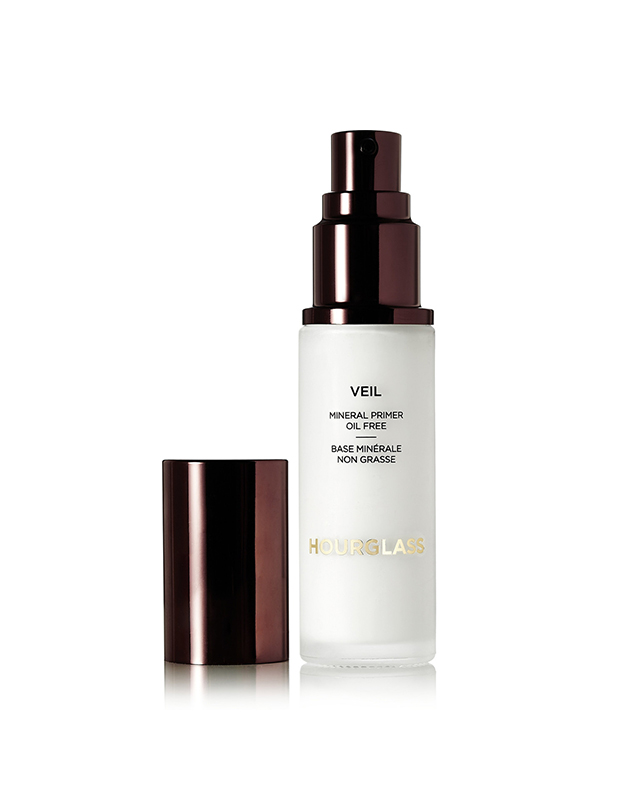 VEIL
MINERAL PRIMER
OIL FREE
BASE MINÉRALE
NON GRASSE
HOURGLASS